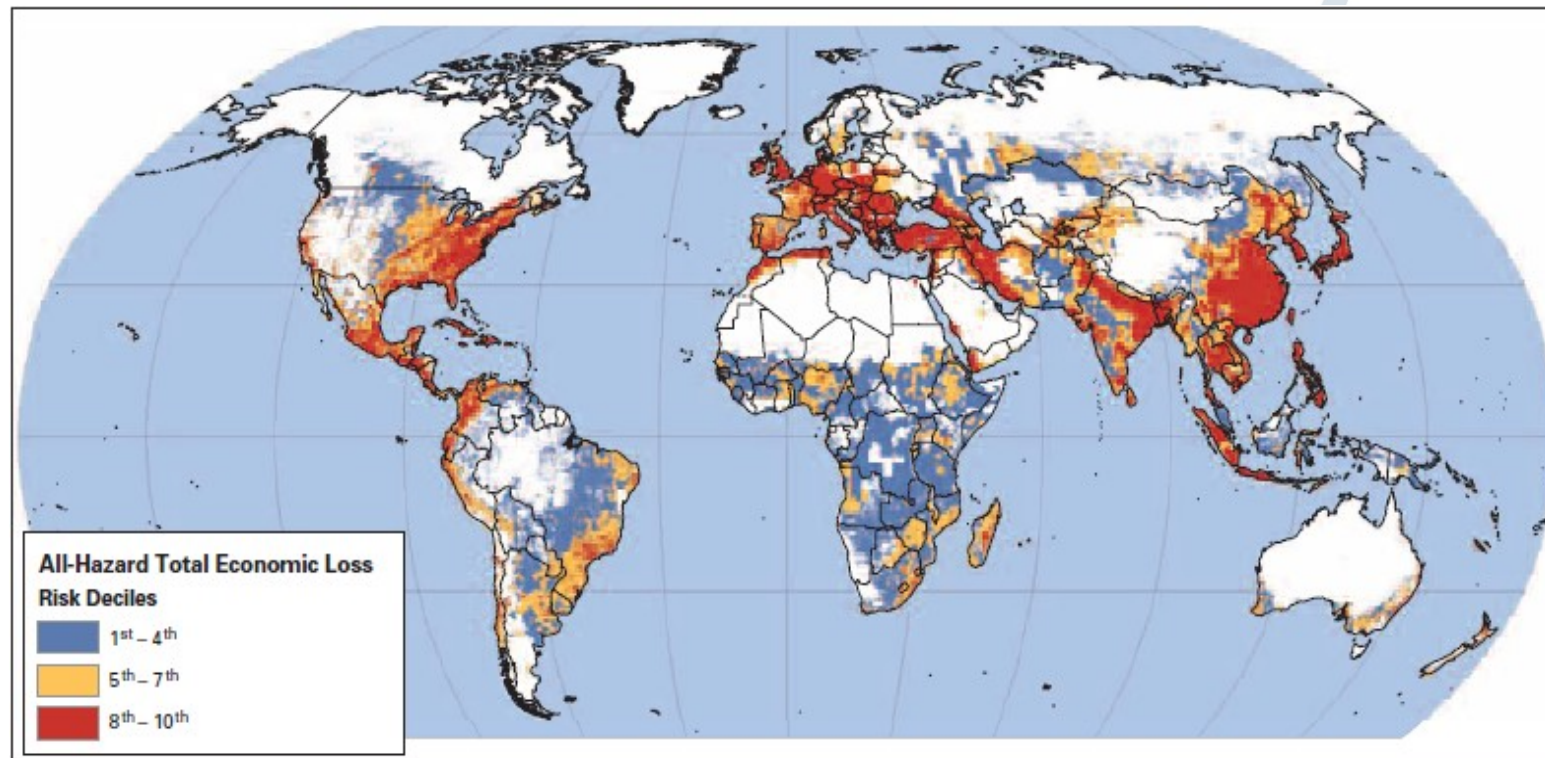 All-Hazard Total Economic Loss
Risk Deciles
1st – 4th
5th – 7th
8th – 10th